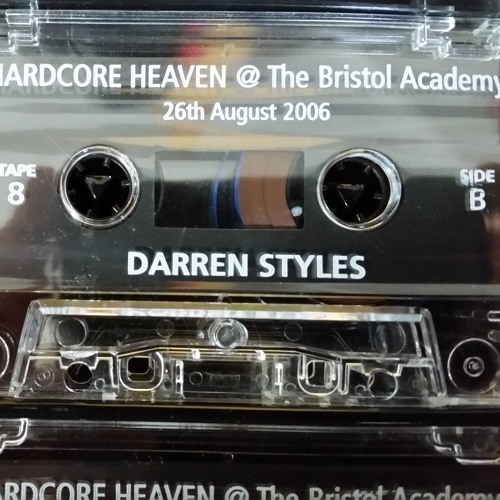 HARDCORE HEAVEN @ The Bristol Academy
26th August 2006
TAPE
8
SIDE
B
DARREN STYLES
HARDCORE HEAVEN @ The Bristol Academy